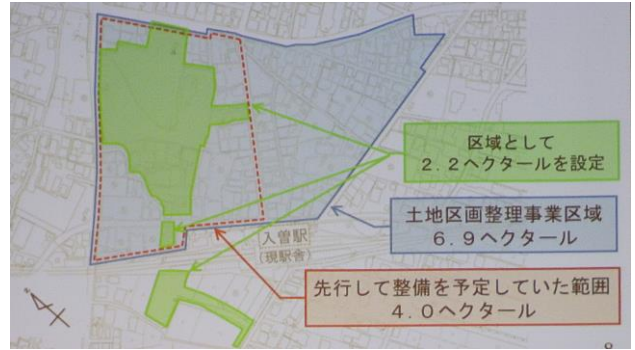 区域として
2.2ヘクタールを設定
土地区画整理事業区域
6.9ヘクタール
入曽駅
(現駅舎)
先行して整備を予定していた範囲
4.0ヘクタール
8